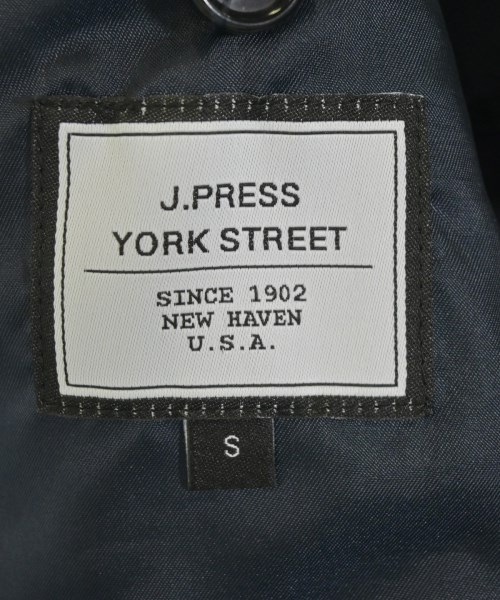 J.PRESS
YORK STREET
SINCE 1902
NEW HAVEN
U.S.A.
S